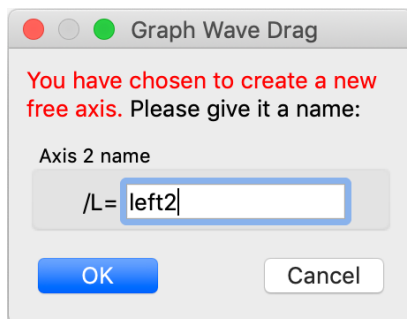 Graph Wave Drag
You have chosen to create a new
free axis. Please give it a name:
Axis 2 name
/L= left2
OK Cancel